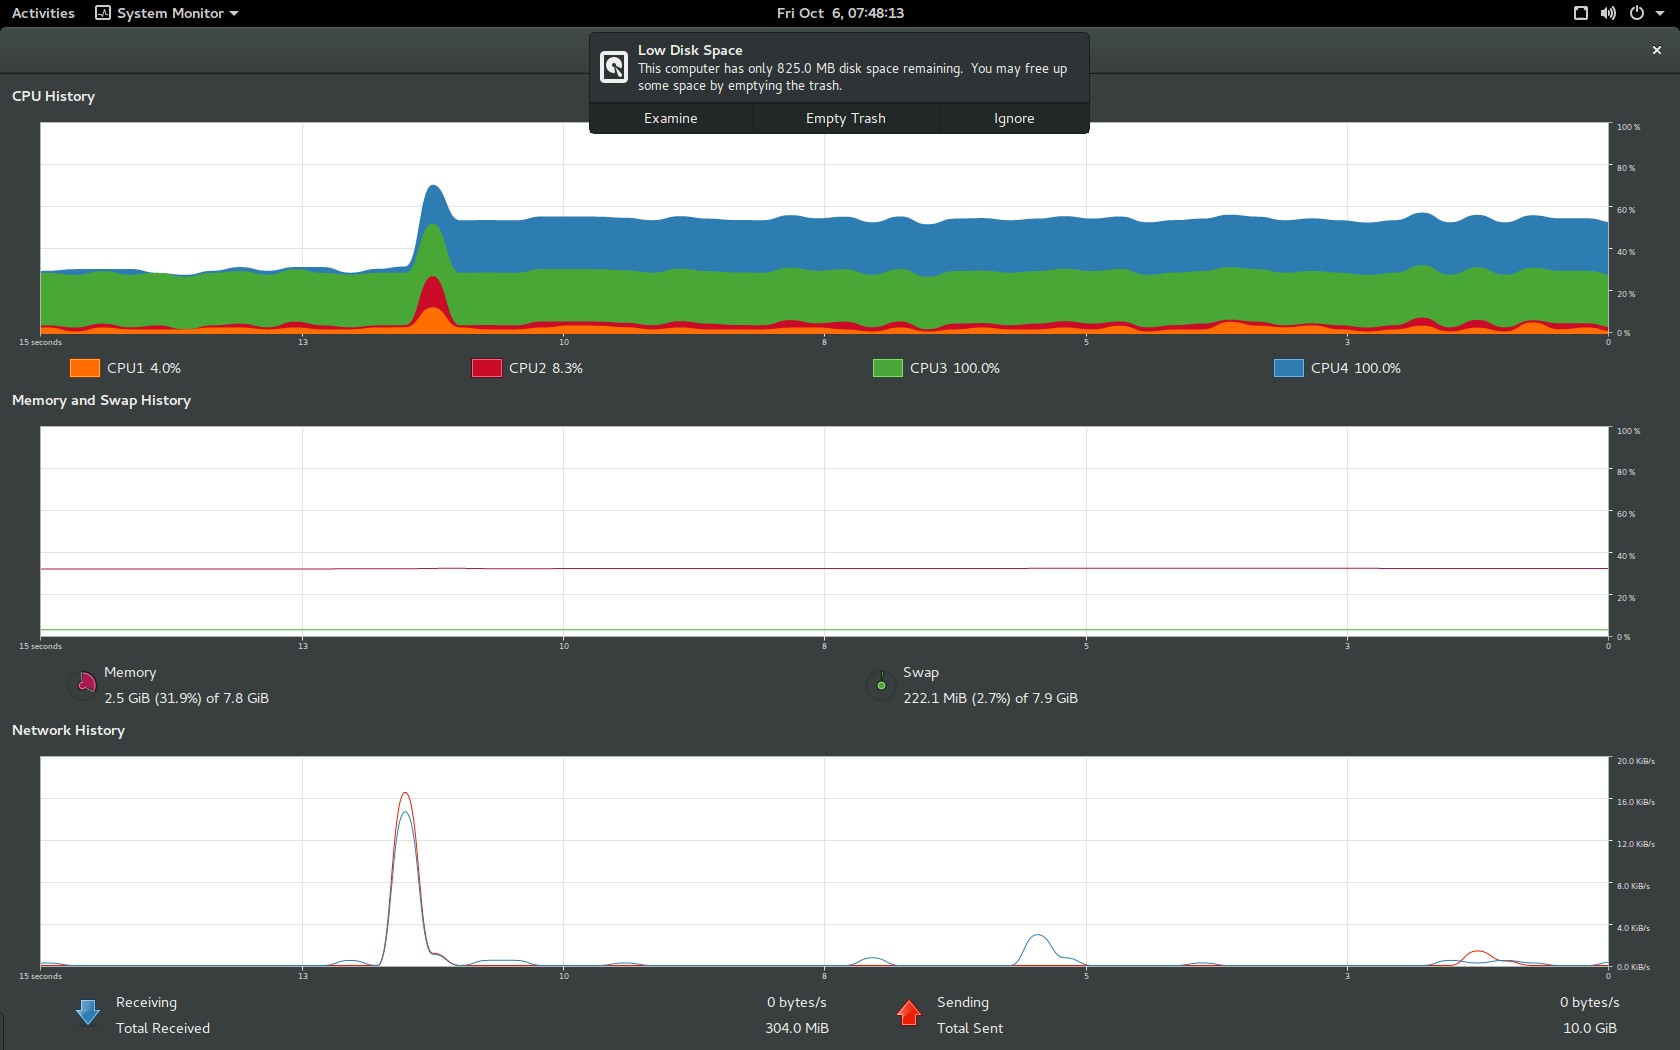 Activities
System Monitor
Fri Oct 6, 07:48:13
Low Disk Space
This computer has only 825.0 MB disk space remaining. You may free up
some space by emptying the trash.
Examine
Empty Trash
Ignore
CPU History
100 %
80 %
60 %
40 %
20 %
0 %
15 seconds
13
10
8
5
3
0
CPU1 4.0%
CPU2 8.3%
CPU3 100.0%
CPU4 100.0%
Memory and Swap History
100 %
80 %
60 %
40 %
20 %
0 %
15 seconds
13
10
8
5
3
0
Memory
2.5 GiB (31.9%) of 7.8 GiB
Swap
222.1 MiB (2.7%) of 7.9 GiB
Network History
20.0 KiB/s
16.0 KiB/s
12.0 KiB/s
8.0 KiB/s
4.0 KiB/s
0.0 KiB/s
15 seconds
13
10
8
5
3
0
Receiving
0 bytes/s
Total Received
304.0 MiB
Sending
0 bytes/s
Total Sent
10.0 GiB